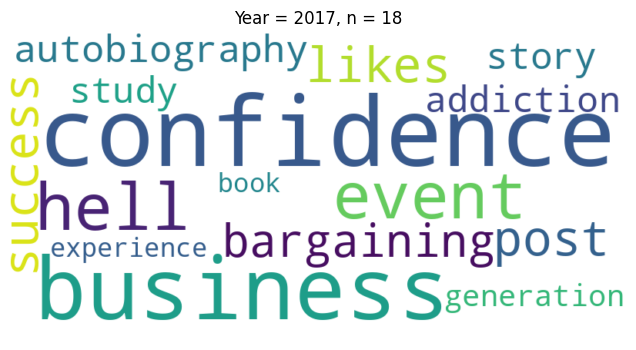 Year = 2017, n = 18
autobiography likes story
study addiction
success confidence
book
hell event
experience bargaining post
business generation